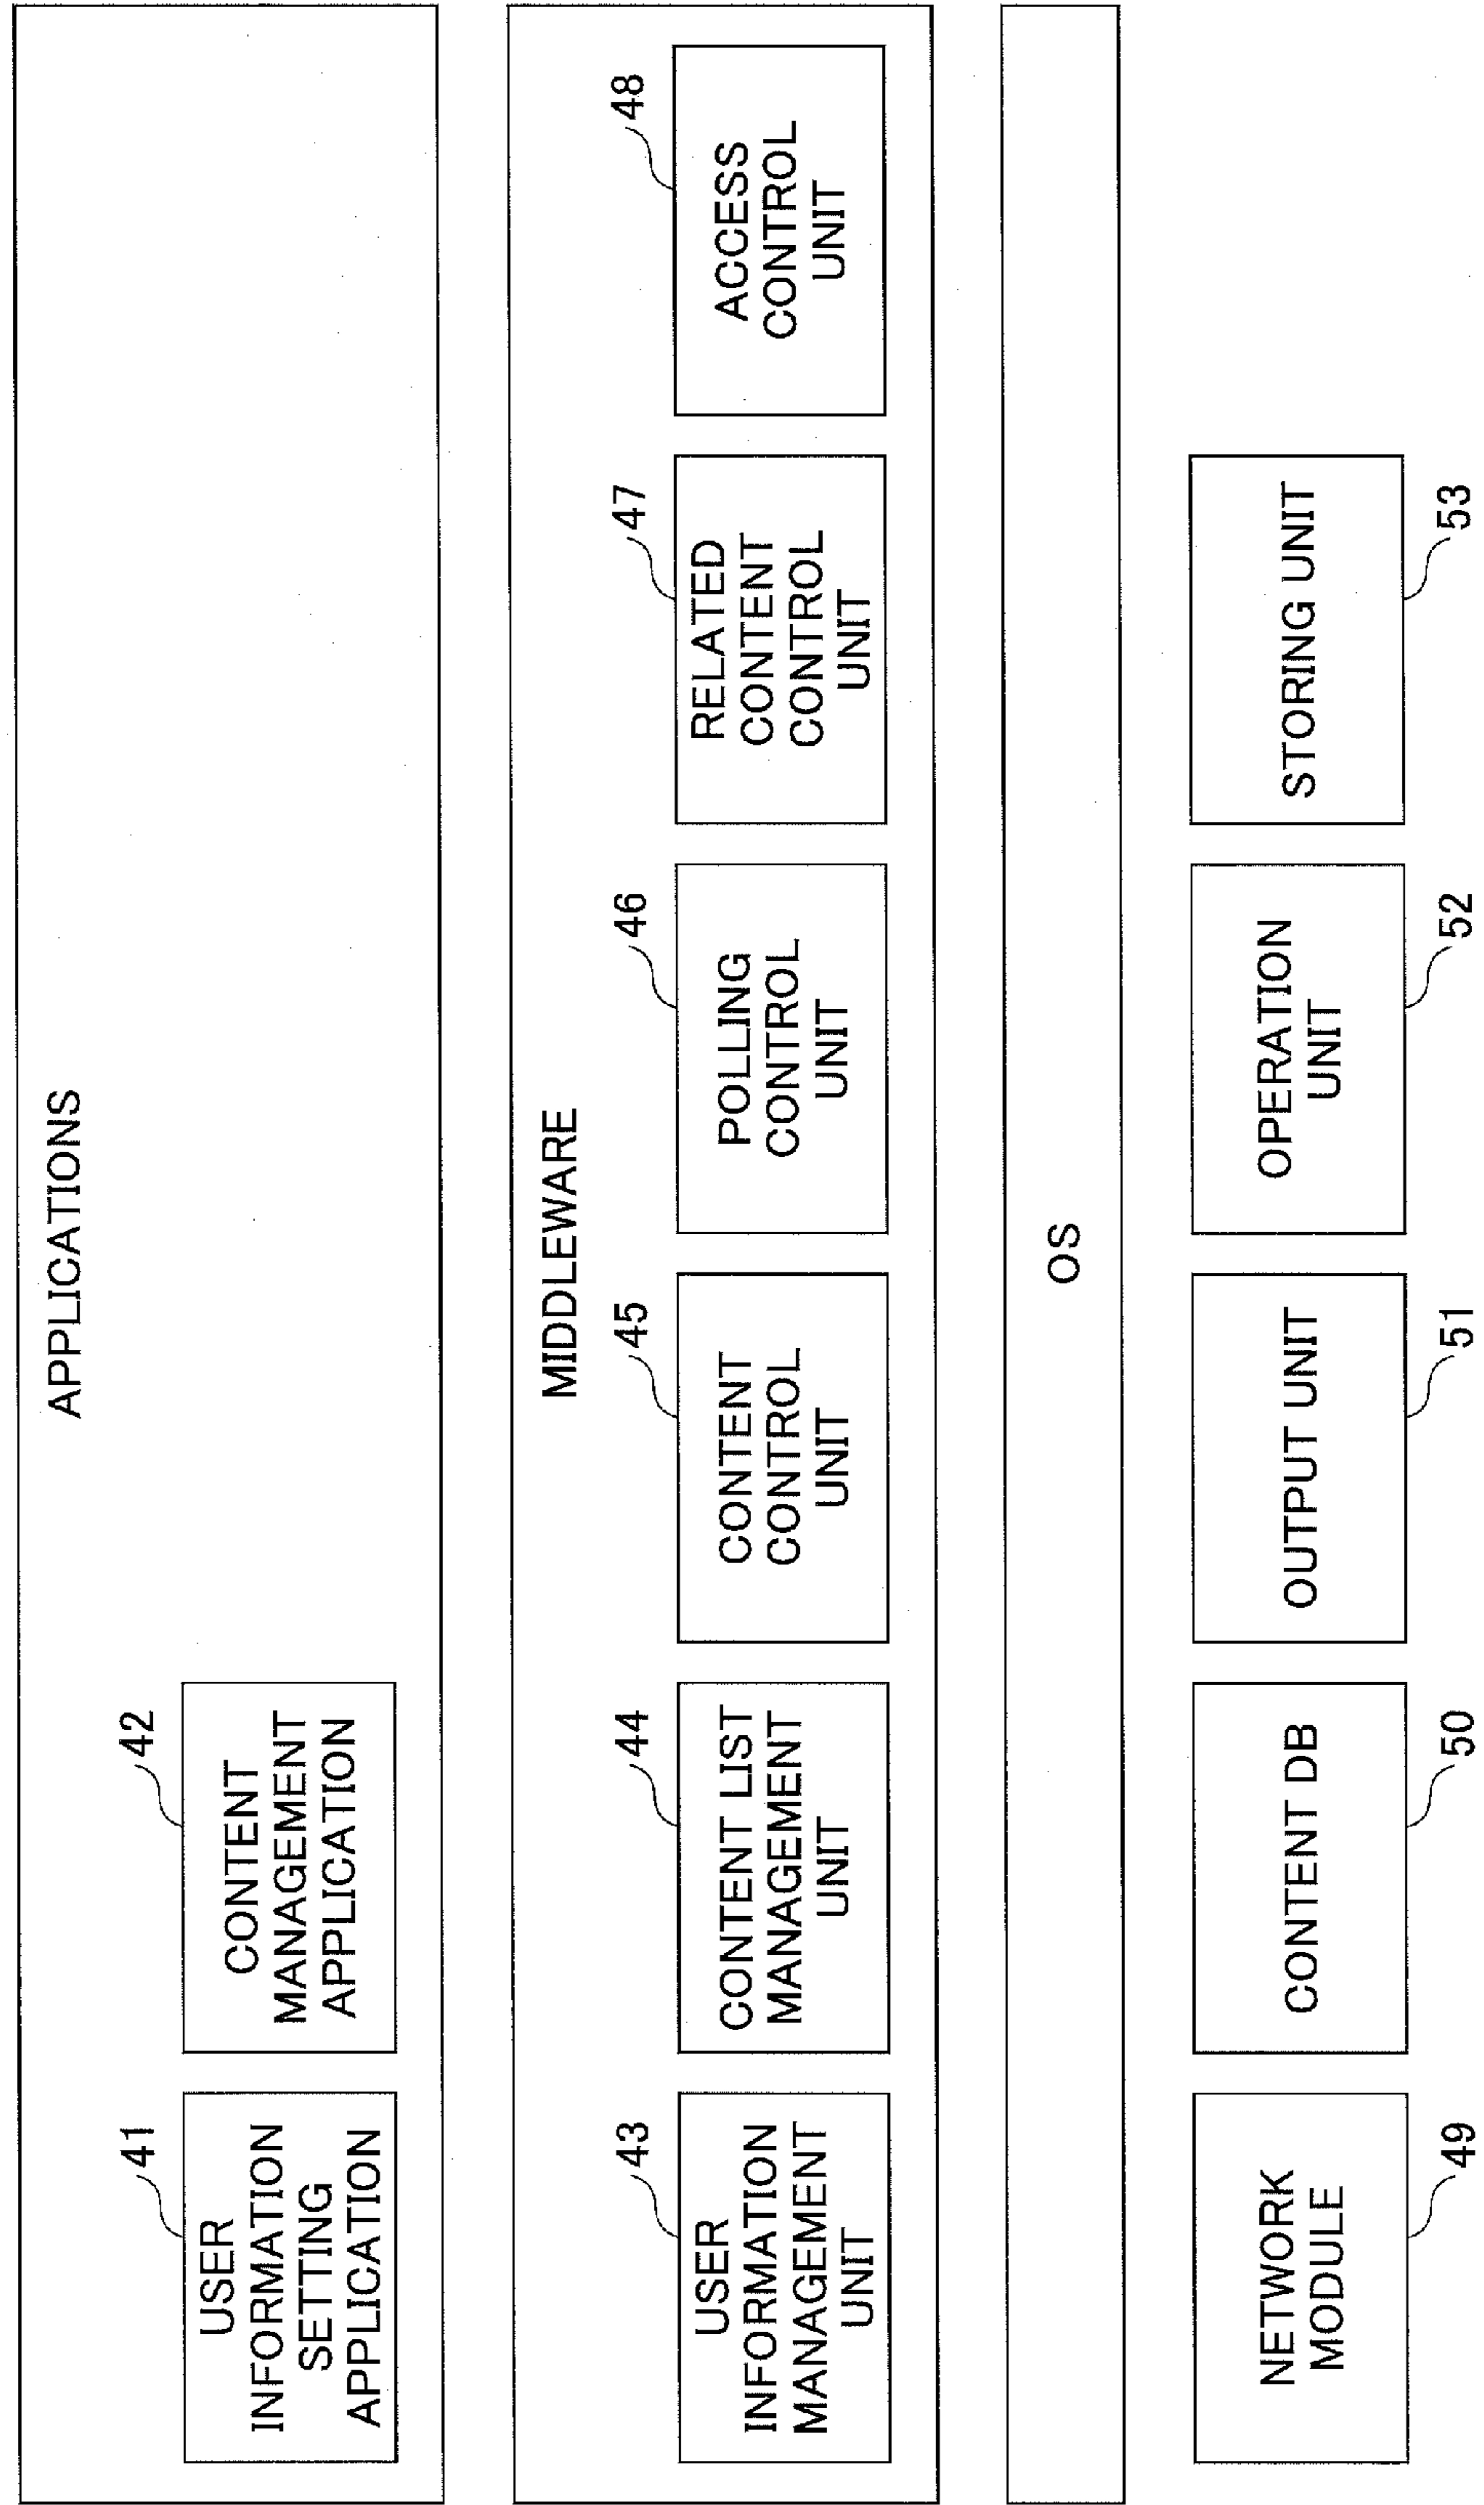 APPLICATIONS
41
USER
INFORMATION
SETTING
APPLICATION
42
CONTENT
MANAGEMENT
APPLICATION
MIDDLEWARE
43
USER
INFORMATION
MANAGEMENT
UNIT
44
CONTENT LIST
MANAGEMENT
UNIT
45
CONTENT
CONTROL
UNIT
46
POLLING
CONTROL
UNIT
47
RELATED
CONTENT
CONTROL
UNIT
48
ACCESS
CONTROL
UNIT
OS
NETWORK
MODULE
49
CONTENT DB
50
OUTPUT UNIT
51
OPERATION
UNIT
52
STORING UNIT
53